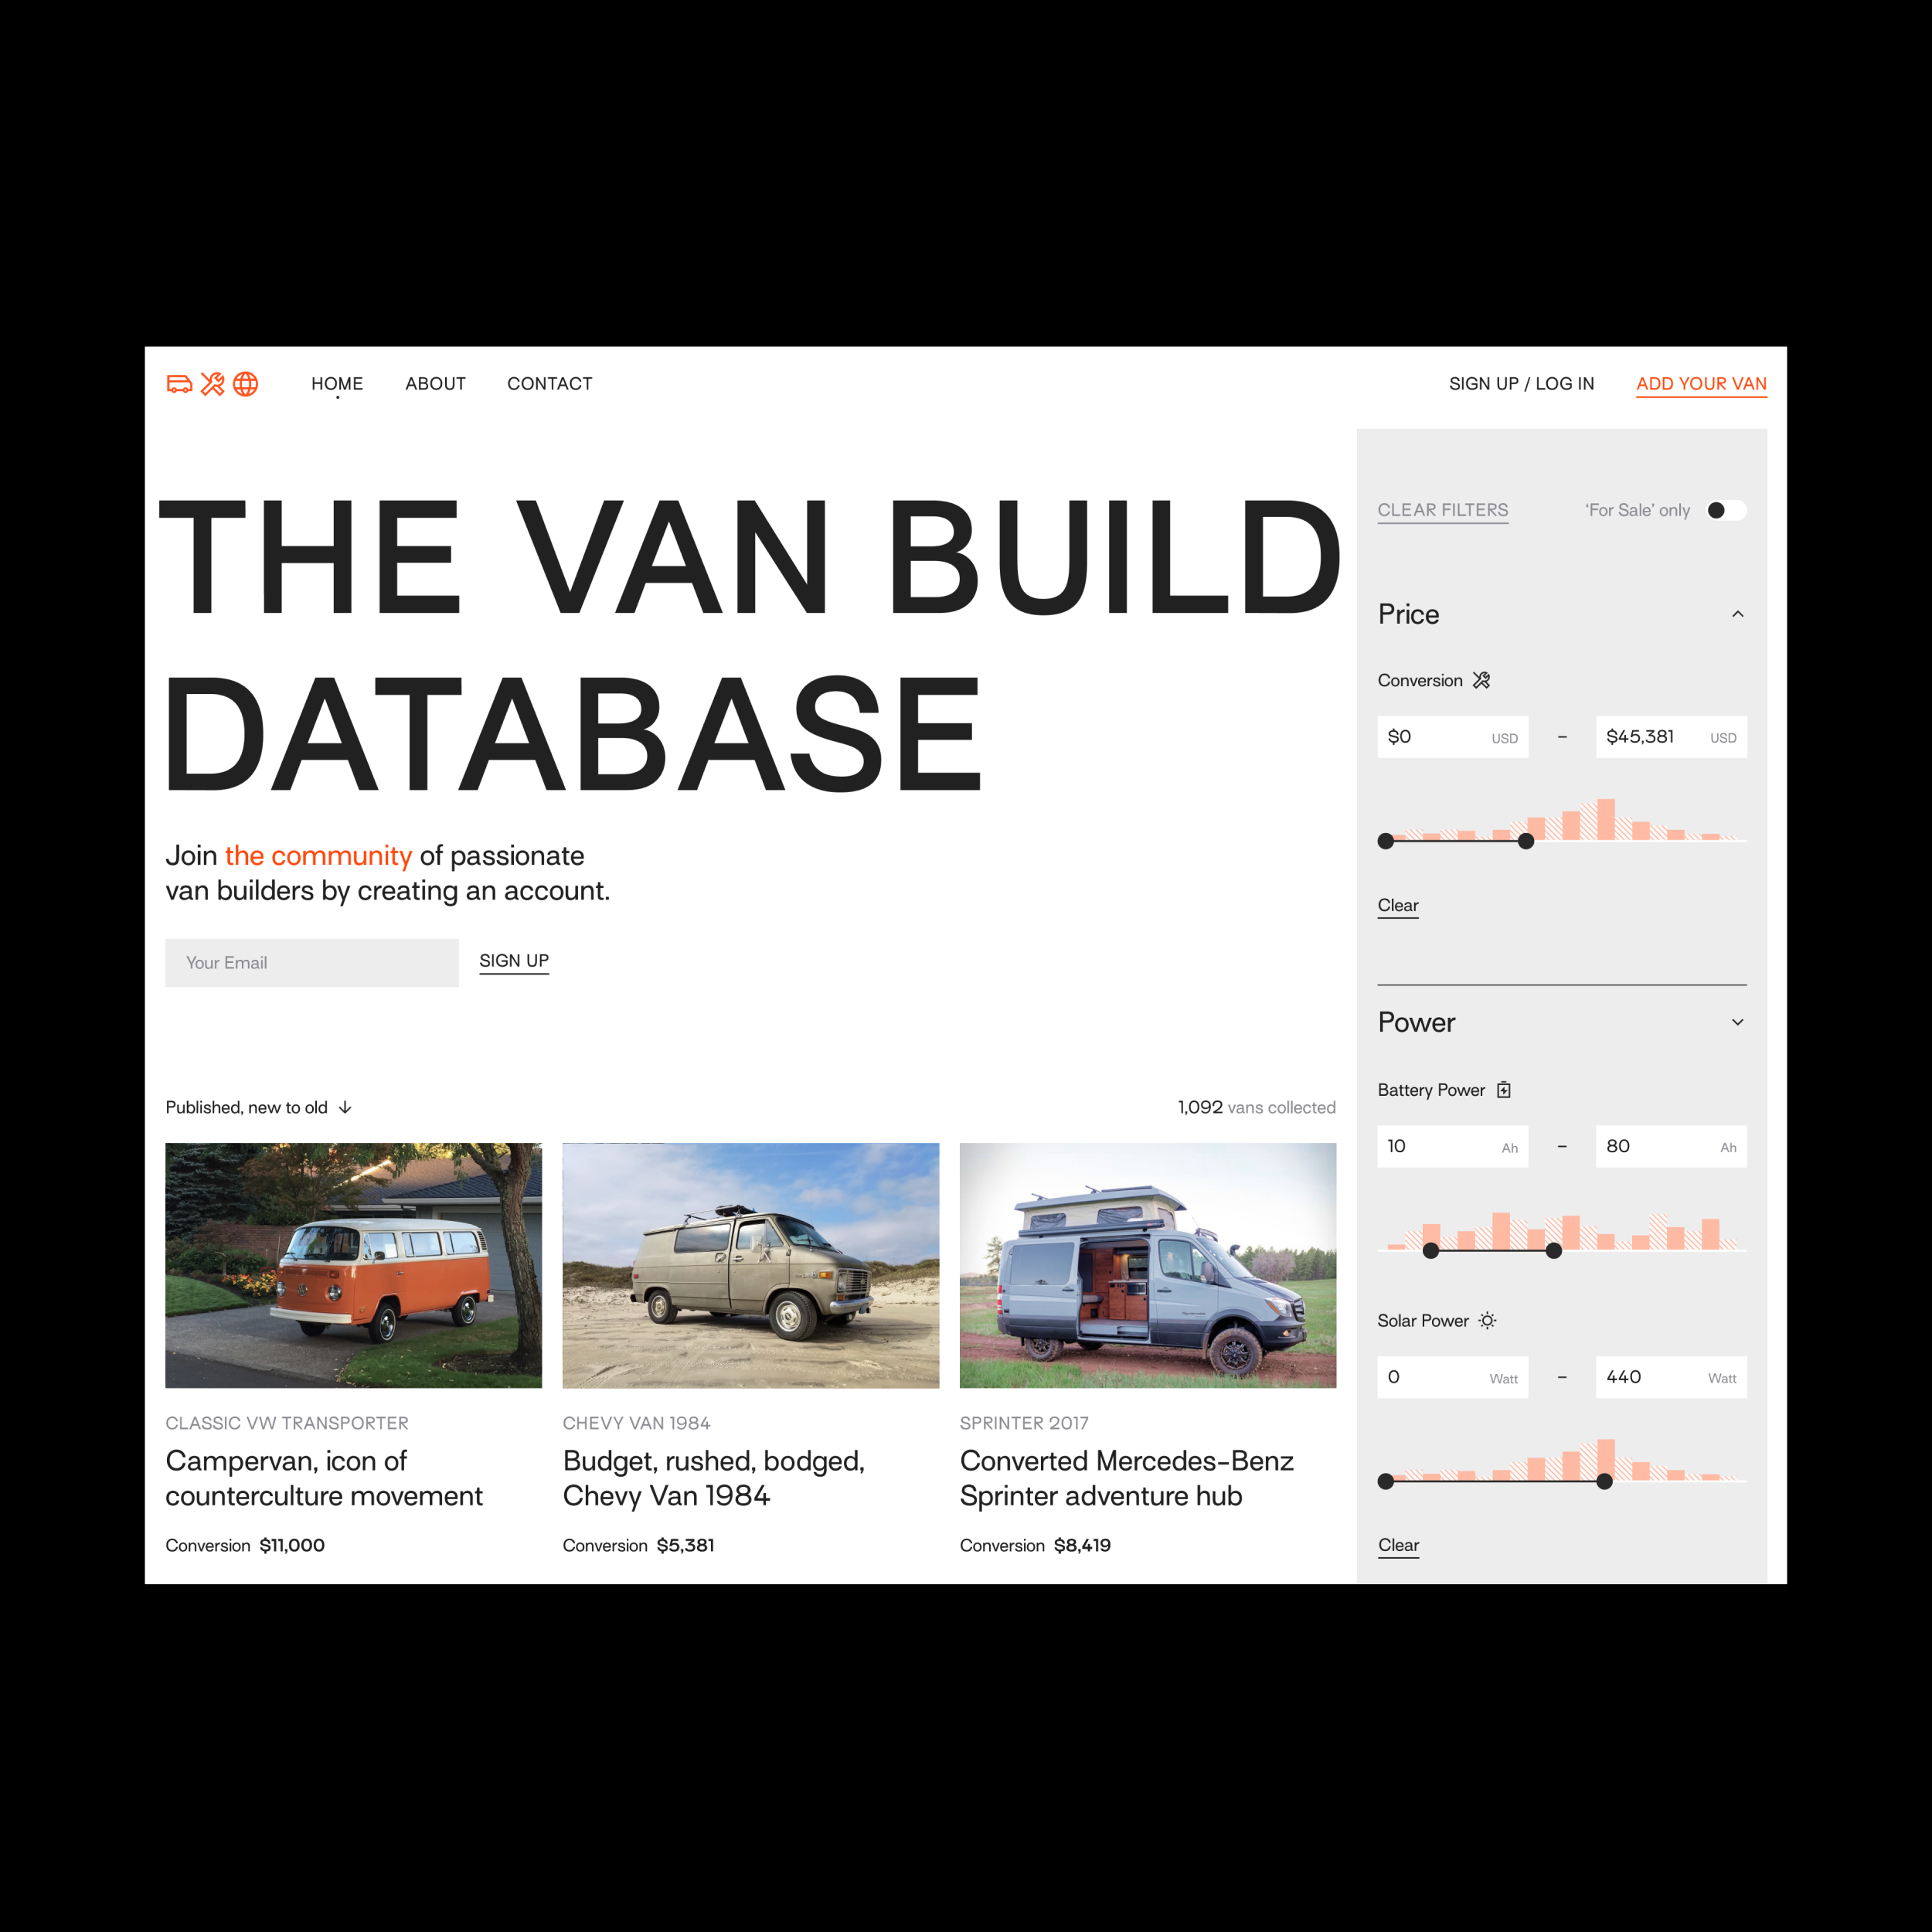 HOME
ABOUT
CONTACT
SIGN UP / LOG IN
ADD YOUR VAN
THE VAN BUILD
DATABASE
Join the community of passionate
van builders by creating an account.
Your Email
SIGN UP
Published, new to old
1,092 vans collected
CLASSIC VW TRANSPORTER
Campervan, icon of
counterculture movement
Conversion $11,000
CHEVY VAN 1984
Budget, rushed, bodged,
Chevy Van 1984
Conversion $5,381
SPRINTER 2017
Converted Mercedes-Benz
Sprinter adventure hub
Conversion $8,419
CLEAR FILTERS
‘For Sale’ only
Price
Conversion
$0 USD – $45,381 USD
Clear
Power
Battery Power
10 Ah – 80 Ah
Solar Power
0 Watt – 440 Watt
Clear